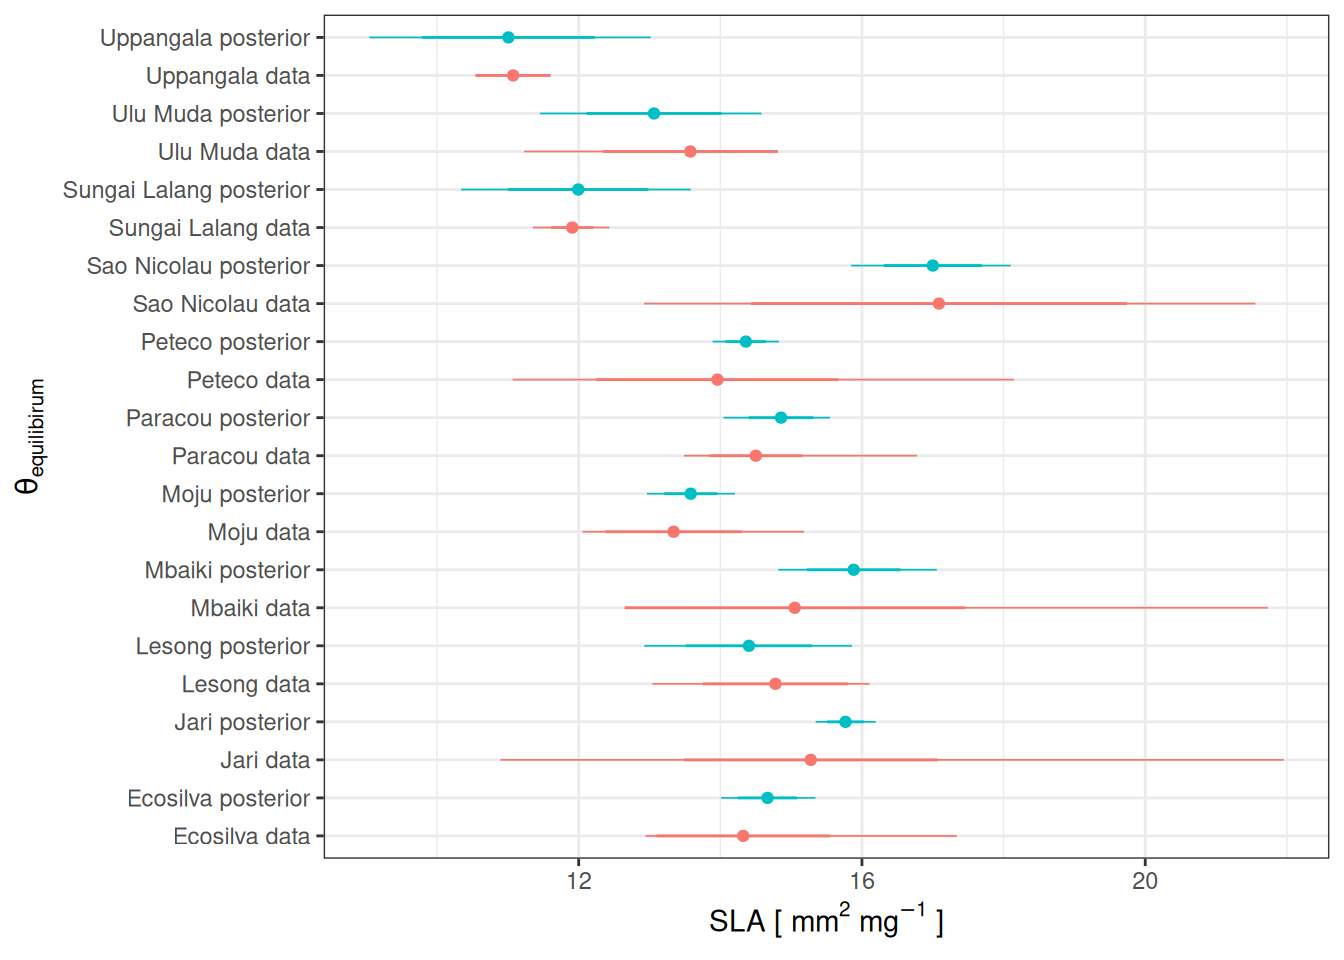 Uppangala posterior
Uppangala data
Ulu Muda posterior
Ulu Muda data
Sungai Lalang posterior
Sungai Lalang data
Sao Nicolau posterior
Sao Nicolau data
Peteco posterior
Peteco data
Paracou posterior
Paracou data
Moju posterior
Moju data
Mbaiki posterior
Mbaiki data
Lesong posterior
Lesong data
Jari posterior
Jari data
Ecosilva posterior
Ecosilva data
θequilibirum
12 16 20
SLA [ mm² mg⁻¹ ]